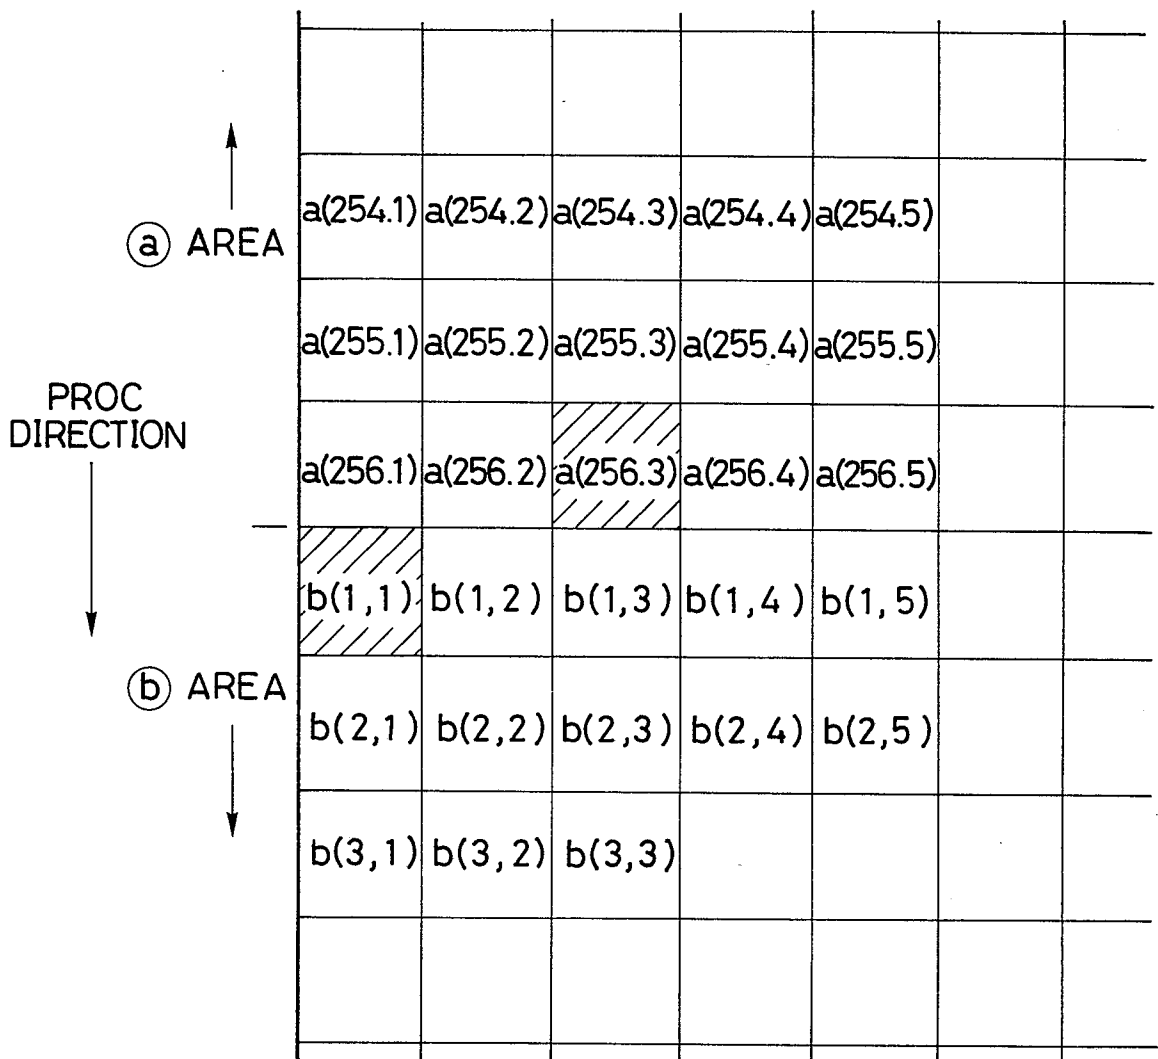 a(254.1) a(254.2) a(254.3) a(254.4) a(254.5)
ⓐ AREA
a(255.1) a(255.2) a(255.3) a(255.4) a(255.5)
PROC
DIRECTION
a(256.1) a(256.2) a(256.3) a(256.4) a(256.5)
b(1,1) b(1,2) b(1,3) b(1,4) b(1,5)
ⓑ AREA
b(2,1) b(2,2) b(2,3) b(2,4) b(2,5)
b(3,1) b(3,2) b(3,3)